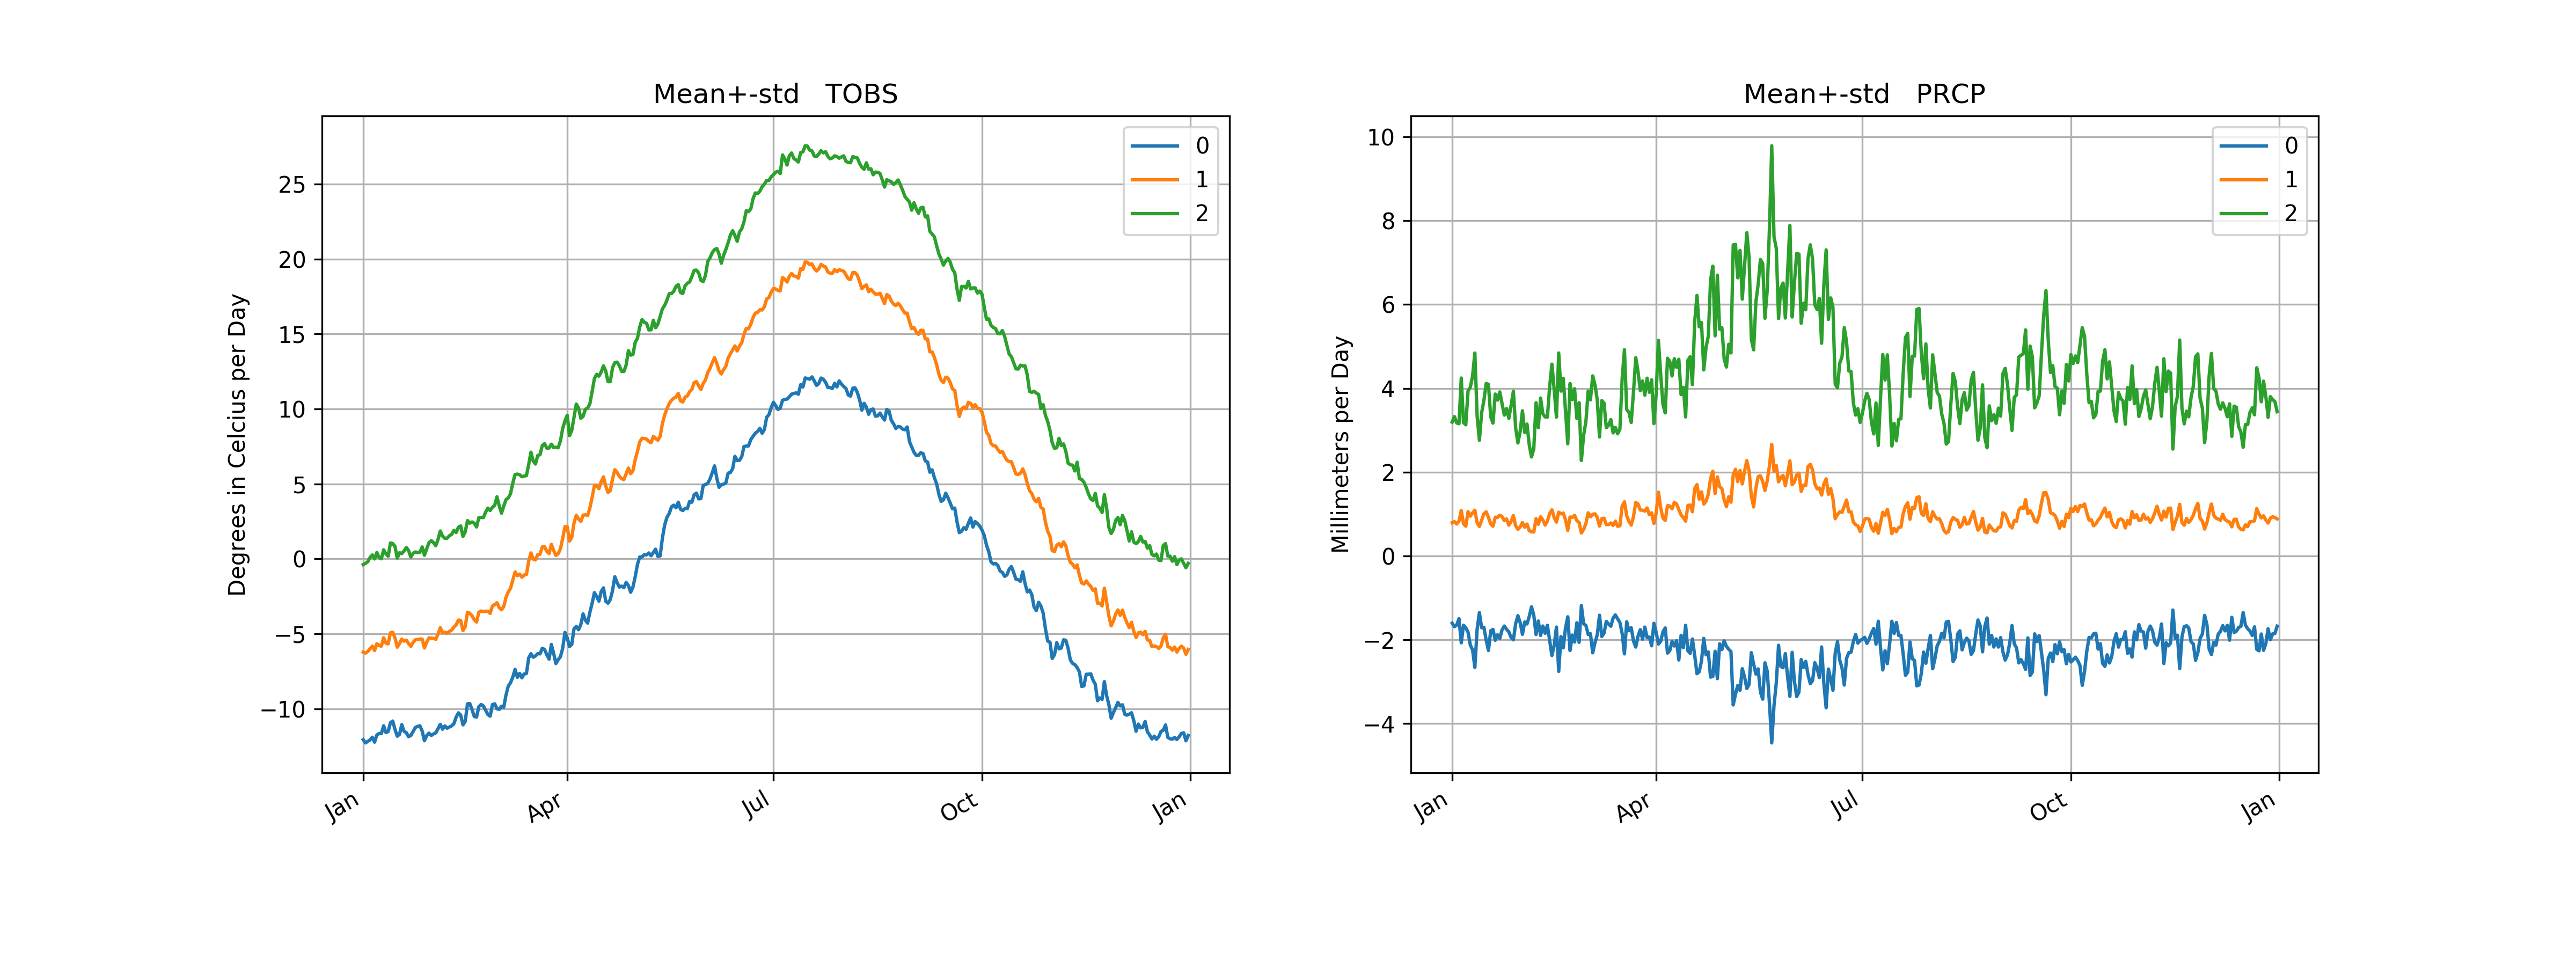 Mean+-std TOBS
Degrees in Celcius per Day
25
20
15
10
5
0
−5
−10
Jan
Apr
Jul
Oct
Jan
0
1
2
Mean+-std PRCP
Millimeters per Day
10
8
6
4
2
0
−2
−4
Jan
Apr
Jul
Oct
Jan
0
1
2